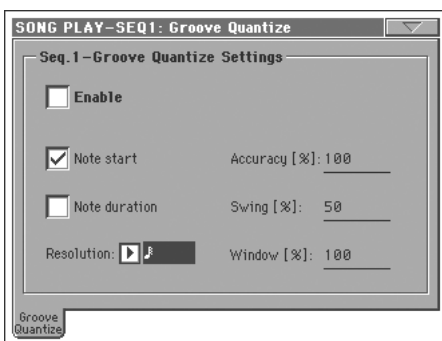 SONG PLAY-SEQ1: Groove Quantize
Seq.1-Groove Quantize Settings
Enable
Note start
Accuracy [%]: 100
Note duration
Swing [%]: 50
Resolution:
Window [%]: 100
Groove
Quantize